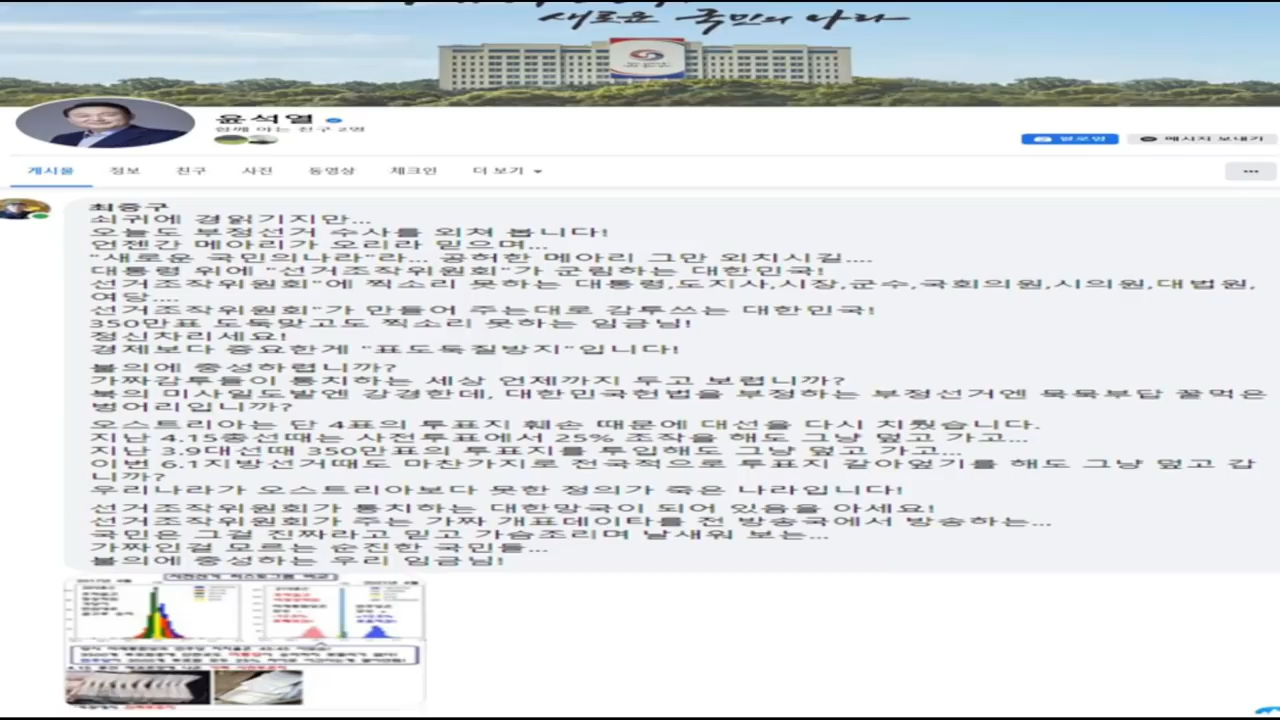 새로운 국민의 나라
윤석열
함께 아는 친구 2명
팔로잉
메시지 보내기
게시물 정보 친구 사진 동영상 체크인 더 보기
최중구
쇠귀에 경읽기지만...
오늘도 부정선거 수사를 외쳐 봅니다!
언젠간 메아리가 오리라 믿으며...
"새로운 국민의나라"라... 공허한 메아리 그만 외치시길....
대통령 위에 "선거조작위원회"가 군림하는 대한민국!
선거조작위원회"에 찍소리 못하는 대통령,도지사,시장,군수,국회의원,시의원,대법원,
여당....
선거조작위원회"가 만들어 주는대로 감투쓰는 대한민국!
350만표 도둑맞고도 찍소리 못하는 임금님!
정신차리세요!
경제보다 중요한게 "표도둑질방지"입니다!
불의에 충성하렵니까?
가짜감투들이 통치하는 세상 언제까지 두고 보렵니까?
북의 미사일도발엔 강경한데, 대한민국헌법을 부정하는 부정선거엔 묵묵부답 꿀먹은
벙어리입니까?
오스트리아는 단 4표의 투표지 훼손 때문에 대선을 다시 치뤘습니다.
지난 4.15총선때는 사전투표에서 25% 조작을 해도 그냥 덮고 가고...
지난 3.9대선때 350만표의 투표지를 투입해도 그냥 덮고 가고...
이번 6.1지방선거때도 마찬가지로 전국적으로 투표지 갈아엎기를 해도 그냥 덮고 갑
니까?
우리나라가 오스트리아보다 못한 정의가 죽은 나라입니다!
선거조작위원회가 통치하는 대한망국이 되어 있음을 아세요!
선거조작위원회가 주는 가짜 개표데이타를 전 방송국에서 방송하는...
국민은 그걸 진짜라고 믿고 가슴조리며 날새워 보는...
가짜인걸 모르는 순진한 국민들...
불의에 충성하는 우리 임금님!